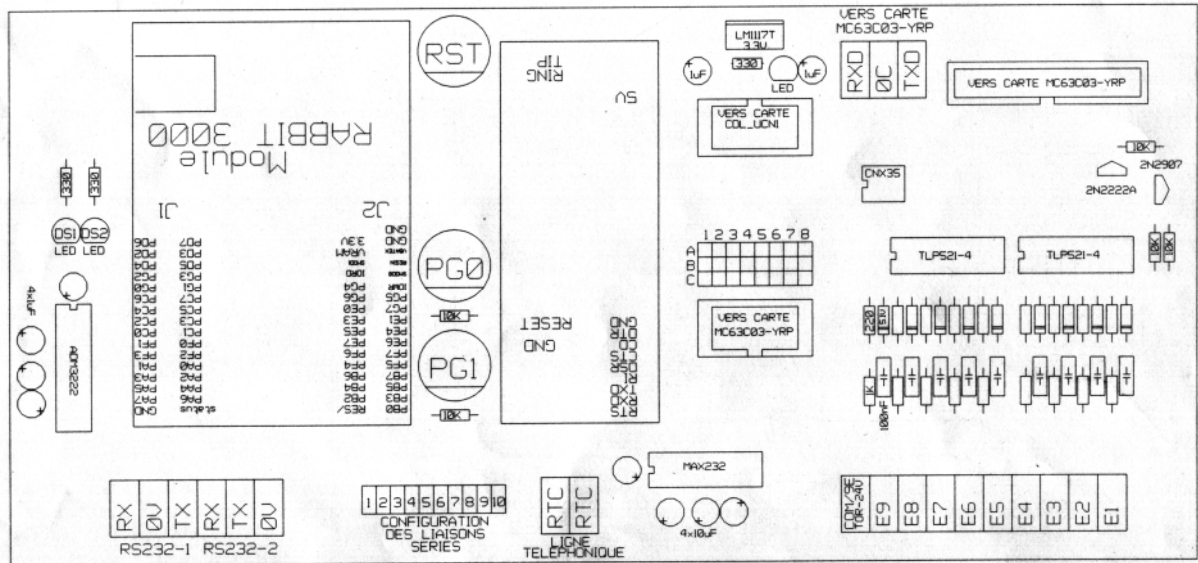 RST
RING
TIP
5V
LM1117T
3.3V
330
1uF
1uF
LED
VERS CARTE
MC63C03-YRP
RXD
0C
TXD
VERS CARTE MC63C03-YRP
VERS CARTE
CDL_UCN1
Module
RABBIT 3000
10K
2N2907
CNX35
2N2222A
330
330
DS1
DS2
LED
LED
J1
J2
GND
GND
3.3V
VRAM
PD6
PD2
PD4
PG2
PG0
PC6
PC4
PC2
PC0
PF1
PF3
PA1
PA3
PA5
PA7
GND
PD7
PD3
PD5
PG3
PG1
PC7
PC5
PC3
PC1
PF0
PF2
PA0
PA2
PA4
PA6
status
IORD
PG4
PG6
PE0
PE3
PE5
PE7
PF6
PF4
PB6
PB4
PB2
RES/
IOWR
PG5
PG7
PE1
PE4
PE6
PF7
PF5
PB7
PB5
PB3
PB0
PG0
10K
PG1
10K
1 2 3 4 5 6 7 8
A
B
C
TLP521-4
TLP521-4
10K
10K
4x1uF
ADM3222
RESET
GND
GND
DTR
CD
CTS
DSR
RI
TXD
RXD
RTS
VERS CARTE
MC63C03-YRP
220
15V
1K
100nF
T T T T T T T T T
MAX232
4x10uF
RX
0V
TX
RX
TX
0V
RS232-1
RS232-2
1 2 3 4 5 6 7 8 9 10
CONFIGURATION
DES LIAISONS
SERIES
RTC
RTC
LIGNE
TELEPHONIQUE
COM/9E
TOR-24V
E9
E8
E7
E6
E5
E4
E3
E2
E1